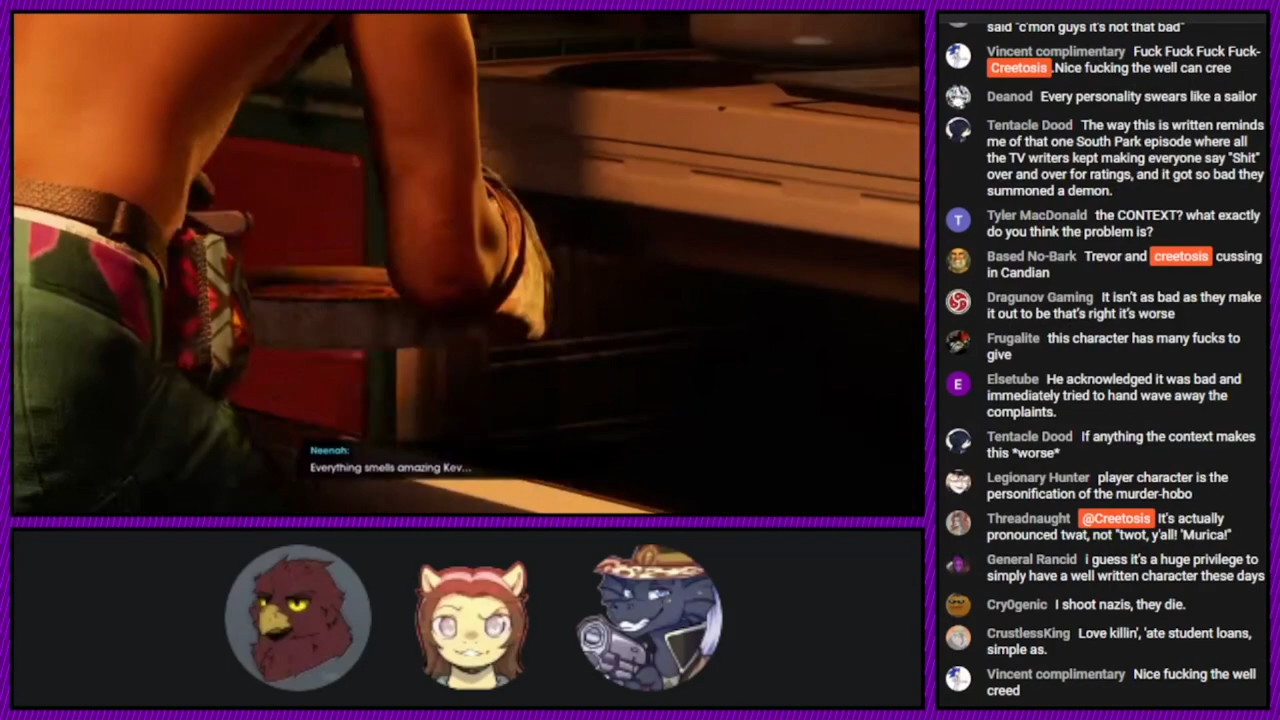 Neenah:
Everything smells amazing Kev...
said "c'mon guys it's not that bad"
Vincent complimentary Fuck Fuck Fuck Fuck-
Creetosis .Nice fucking the well can cree
Deanod Every personality swears like a sailor
Tentacle Dood The way this is written reminds
me of that one South Park episode where all
the TV writers kept making everyone say "Shit"
over and over for ratings, and it got so bad they
summoned a demon.
T
Tyler MacDonald the CONTEXT? what exactly
do you think the problem is?
Based No-Bark Trevor and creetosis cussing
in Candian
Dragunov Gaming It isn't as bad as they make
it out to be that's right it's worse
Frugalite this character has many fucks to
give
E
Elsetube He acknowledged it was bad and
immediately tried to hand wave away the
complaints.
Tentacle Dood If anything the context makes
this *worse*
Legionary Hunter player character is the
personification of the murder-hobo
Threadnaught @Creetosis It's actually
pronounced twat, not "twot, y'all! 'Murica!"
General Rancid i guess it's a huge privilege to
simply have a well written character these days
Cry0genic I shoot nazis, they die.
CrustlessKing Love killin', 'ate student loans,
simple as.
Vincent complimentary Nice fucking the well
creed